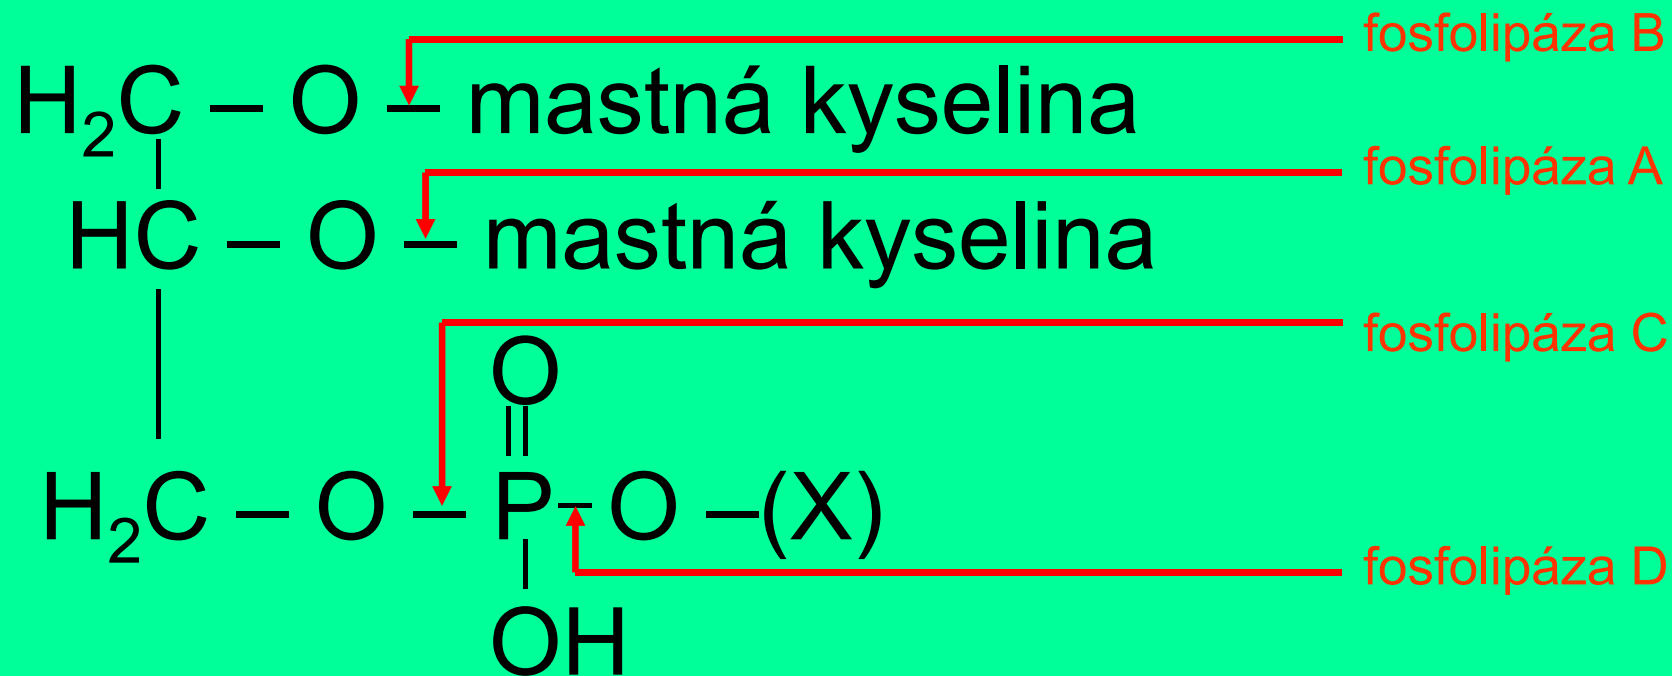 fosfolipáza B
H₂C – O – mastná kyselina
fosfolipáza A
HC – O – mastná kyselina
fosfolipáza C
O
H₂C – O – P – O – (X)
fosfolipáza D
OH